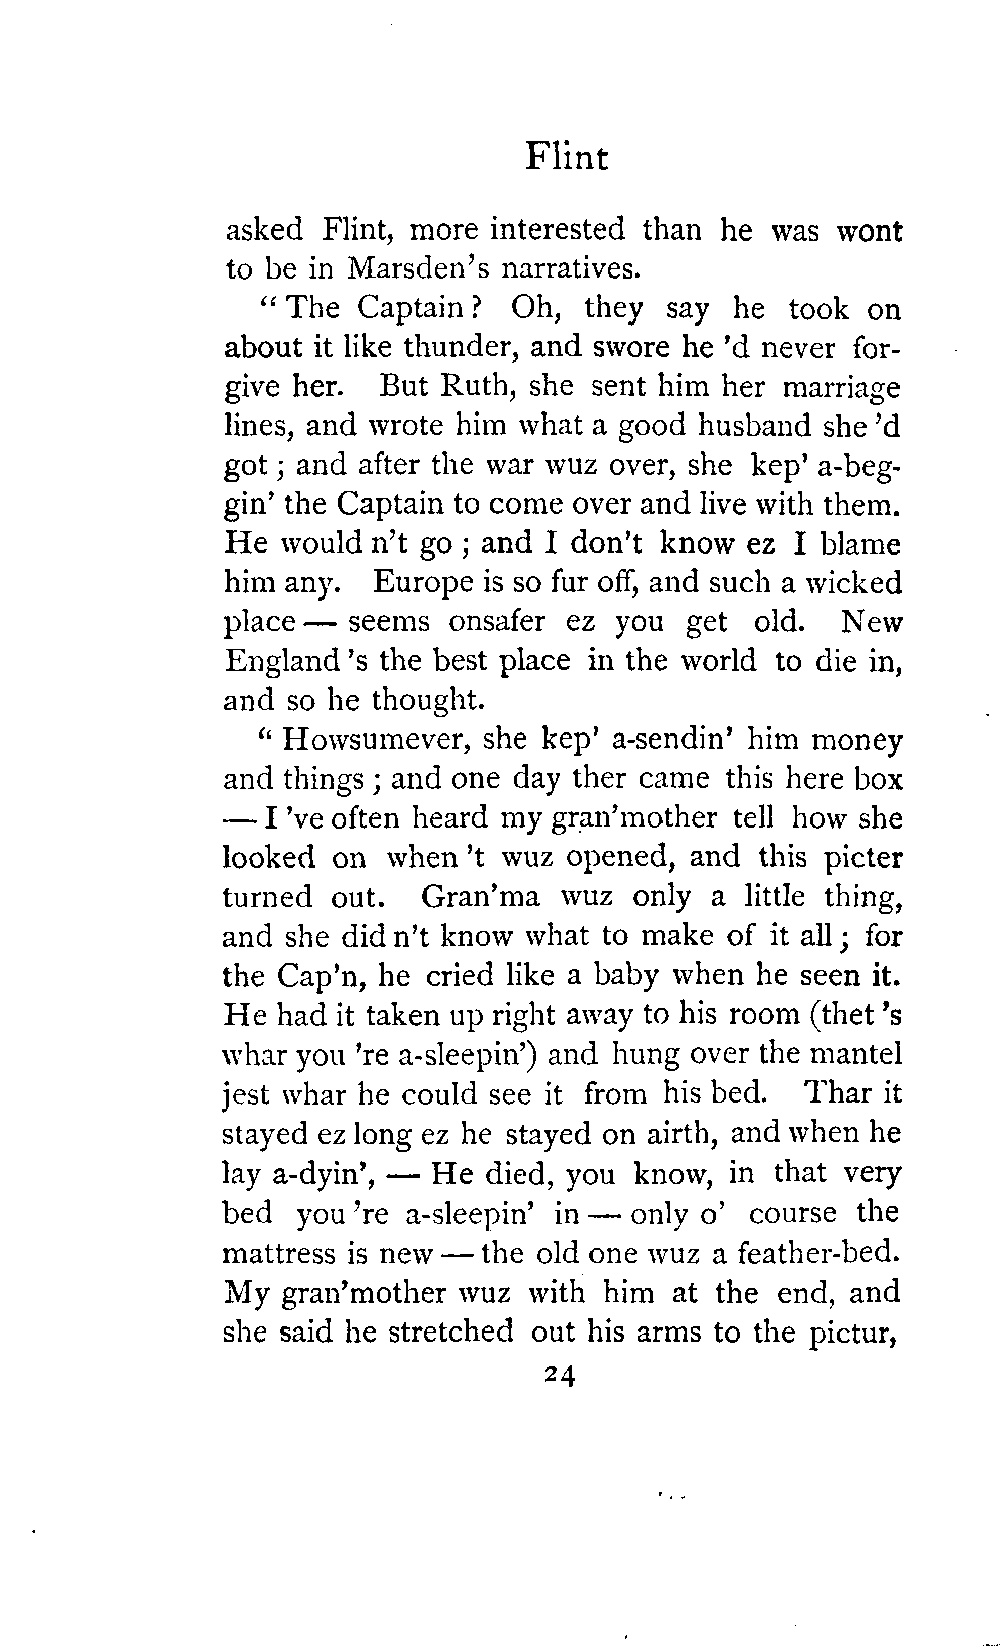 Flint
asked Flint, more interested than he was wont
to be in Marsden's narratives.
" The Captain ? Oh, they say he took on
about it like thunder, and swore he 'd never for-
give her. But Ruth, she sent him her marriage
lines, and wrote him what a good husband she 'd
got ; and after the war wuz over, she kep' a-beg-
gin' the Captain to come over and live with them.
He would n't go ; and I don't know ez I blame
him any. Europe is so fur off, and such a wicked
place — seems onsafer ez you get old. New
England 's the best place in the world to die in,
and so he thought.
" Howsumever, she kep' a-sendin' him money
and things ; and one day ther came this here box
— I 've often heard my gran'mother tell how she
looked on when 't wuz opened, and this picter
turned out. Gran'ma wuz only a little thing,
and she did n't know what to make of it all ; for
the Cap'n, he cried like a baby when he seen it.
He had it taken up right away to his room (thet 's
whar you 're a-sleepin') and hung over the mantel
jest whar he could see it from his bed. Thar it
stayed ez long ez he stayed on airth, and when he
lay a-dyin', — He died, you know, in that very
bed you 're a-sleepin' in — only o' course the
mattress is new — the old one wuz a feather-bed.
My gran'mother wuz with him at the end, and
she said he stretched out his arms to the pictur,
24